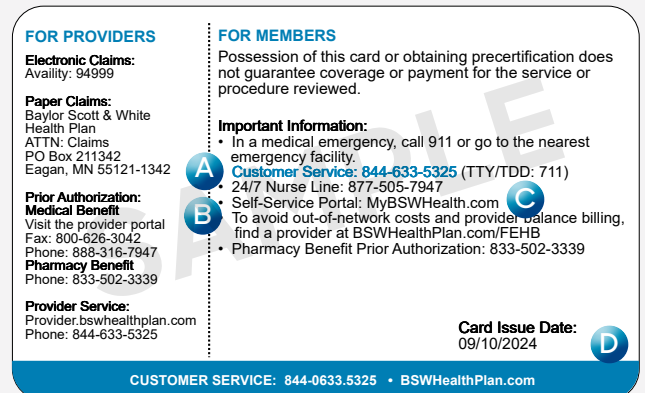 FOR PROVIDERS
Electronic Claims:
Availity: 94999
Paper Claims:
Baylor Scott & White
Health Plan
ATTN: Claims
PO Box 211342
Eagan, MN 55121-1342
Prior Authorization:
Medical Benefit
Visit the provider portal
Fax: 800-626-3042
Phone: 888-316-7947
Pharmacy Benefit
Phone: 833-502-3339
Provider Service:
Provider.bswhealthplan.com
Phone: 844-633-5325
FOR MEMBERS
Possession of this card or obtaining precertification does
not guarantee coverage or payment for the service or
procedure reviewed.
Important Information:
• In a medical emergency, call 911 or go to the nearest
emergency facility.
A
Customer Service: 844-633-5325 (TTY/TDD: 711)
• 24/7 Nurse Line: 877-505-7947
• Self-Service Portal: MyBSWHealth.com
C
B
To avoid out-of-network costs and provider balance billing,
find a provider at BSWHealthPlan.com/FEHB
• Pharmacy Benefit Prior Authorization: 833-502-3339
Card Issue Date:
09/10/2024
D
SAMPLE
CUSTOMER SERVICE: 844-0633.5325 • BSWHealthPlan.com